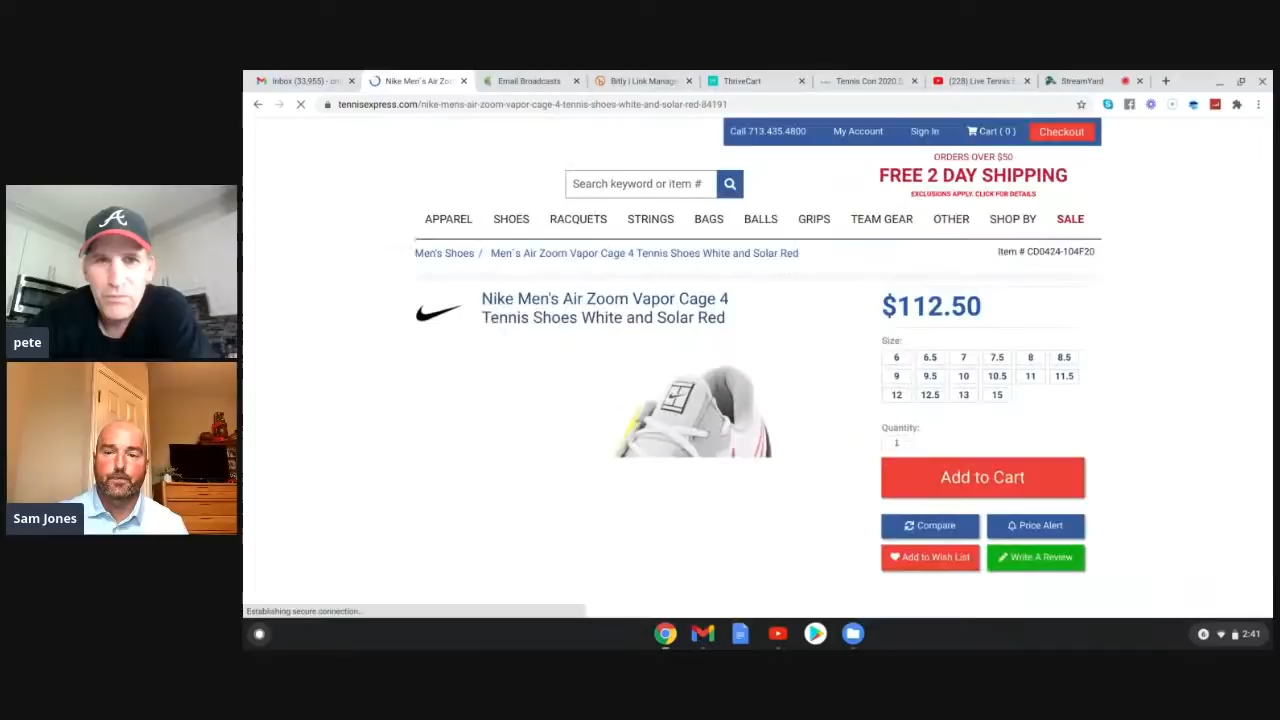 Inbox (33,955) - cn
Nike Men's Air Zo
Email Broadcasts
Bitly | Link Manage
ThriveCart
Tennis Con 2020 S
(228) Live Tennis E
StreamYard
tennisexpress.com/nike-mens-air-zoom-vapor-cage-4-tennis-shoes-white-and-solar-red-84191
Call 713.435.4800 My Account Sign In Cart ( 0 ) Checkout
ORDERS OVER $50
Search keyword or item #
FREE 2 DAY SHIPPING
EXCLUSIONS APPLY. CLICK FOR DETAILS
APPAREL SHOES RACQUETS STRINGS BAGS BALLS GRIPS TEAM GEAR OTHER SHOP BY SALE
Men's Shoes / Men`s Air Zoom Vapor Cage 4 Tennis Shoes White and Solar Red
Item # CD0424-104F20
Nike Men's Air Zoom Vapor Cage 4
Tennis Shoes White and Solar Red
$112.50
Size:
6 6.5 7 7.5 8 8.5
9 9.5 10 10.5 11 11.5
12 12.5 13 15
Quantity:
1
Add to Cart
Compare Price Alert
Add to Wish List Write A Review
Establishing secure connection...
2:41
A
pete
Sam Jones